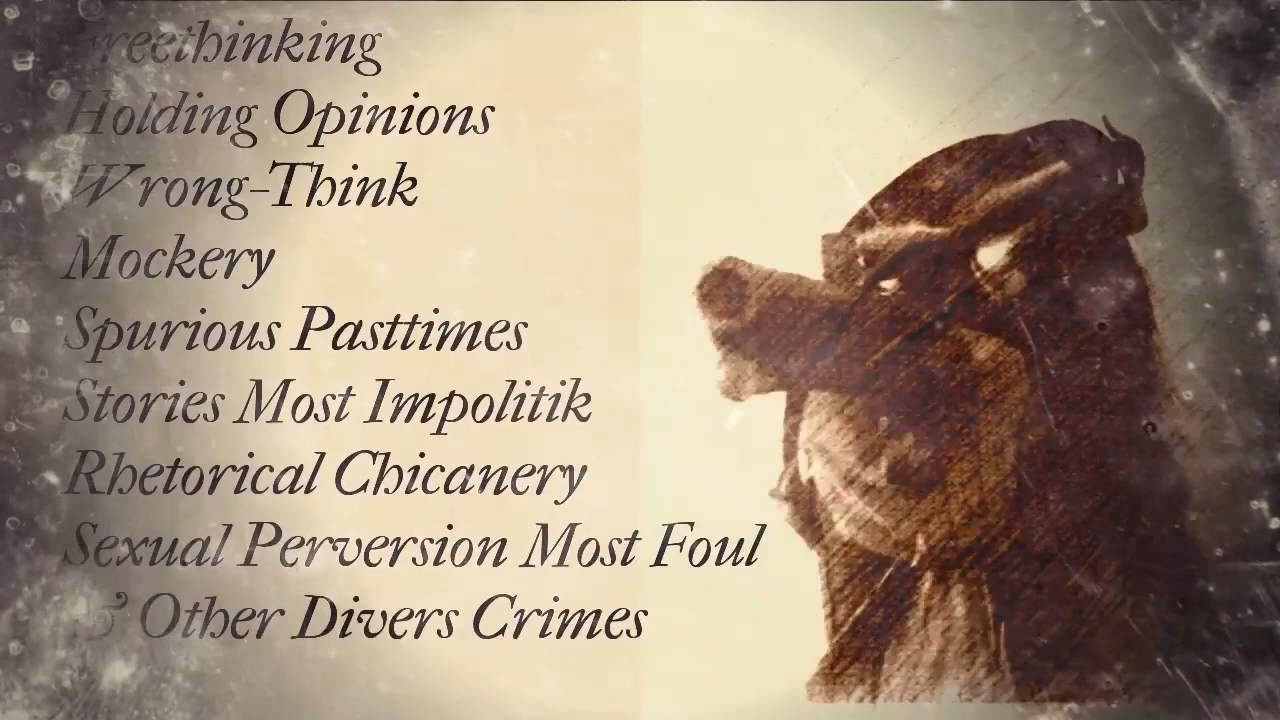 Freethinking
Holding Opinions
Wrong-Think
Mockery
Spurious Pasttimes
Stories Most Impolitik
Rhetorical Chicanery
Sexual Perversion Most Foul
& Other Divers Crimes